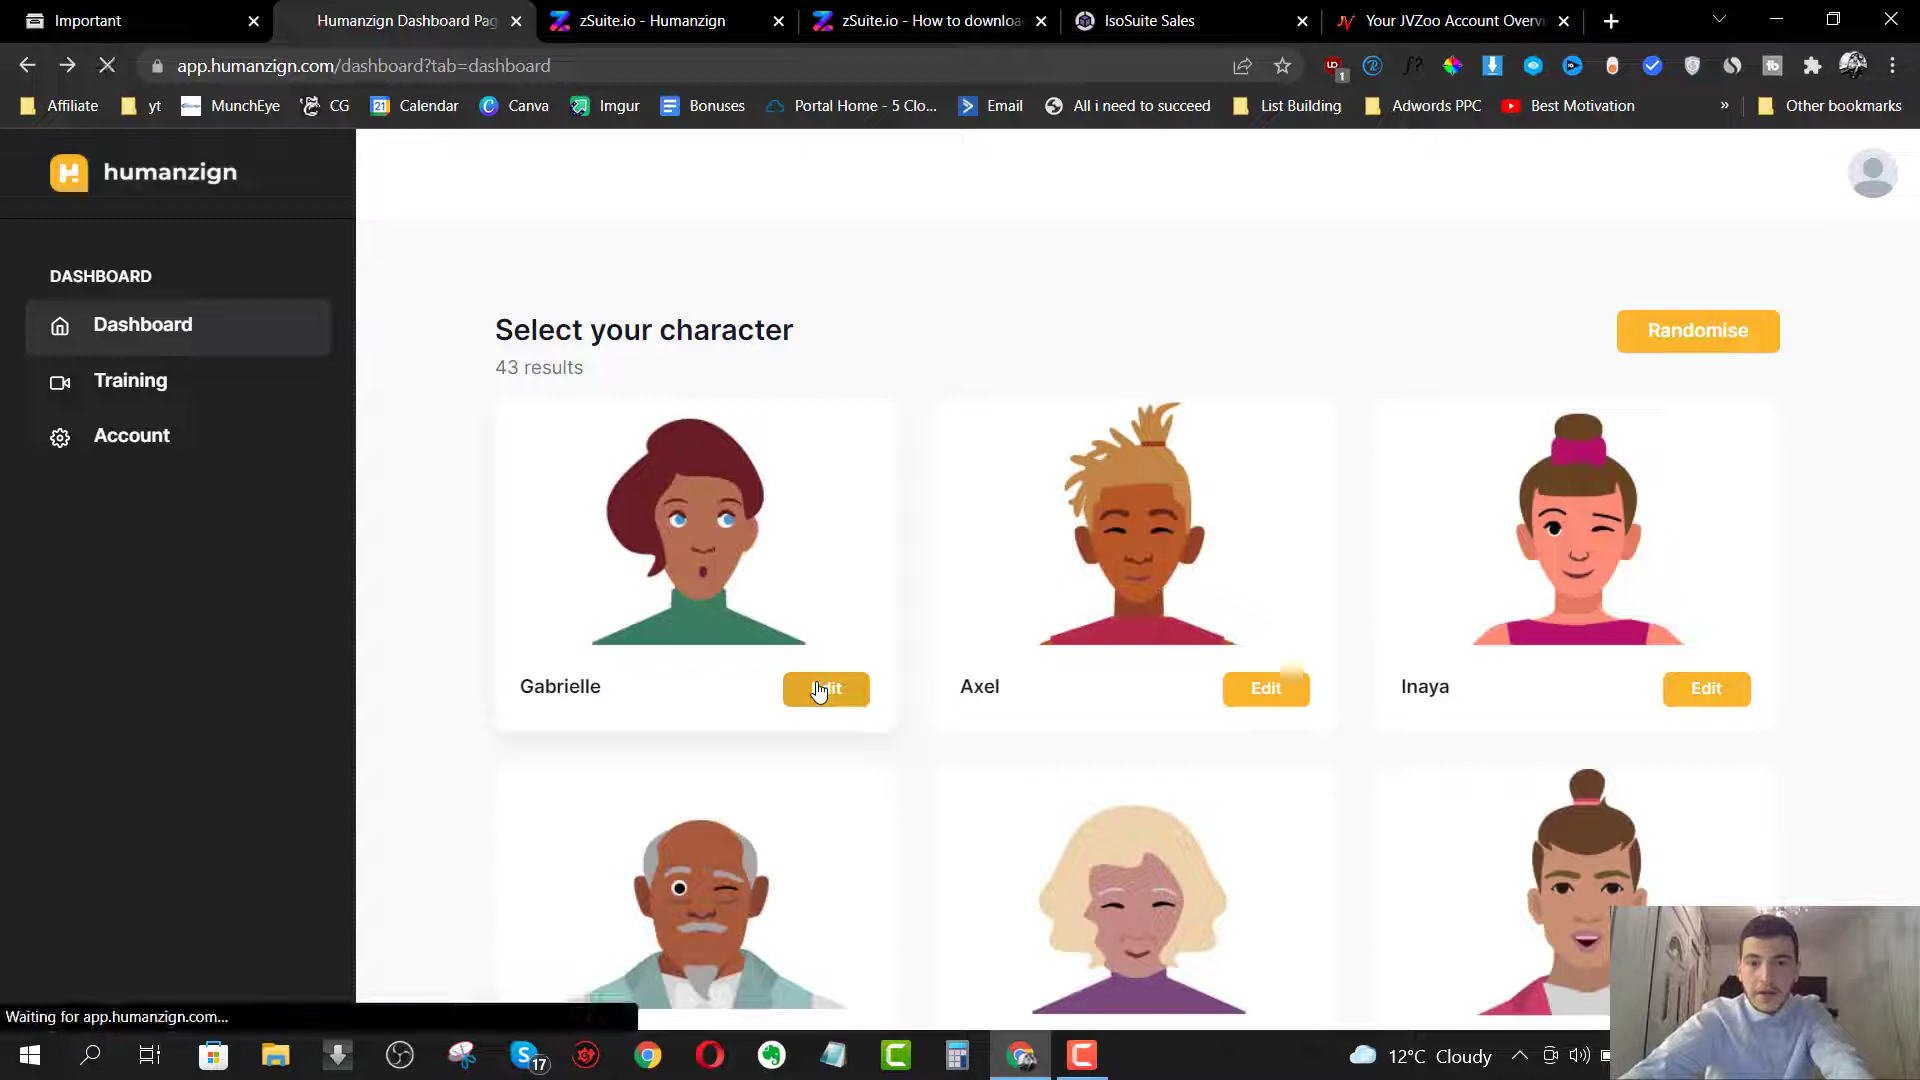 Important
Humanzign Dashboard Pag
zSuite.io - Humanzign
zSuite.io - How to downloa
IsoSuite Sales
Your JVZoo Account Overvi
app.humanzign.com/dashboard?tab=dashboard
Affiliate
yt
MunchEye
CG
Calendar
Canva
Imgur
Bonuses
Portal Home - 5 Clo...
Email
All i need to succeed
List Building
Adwords PPC
Best Motivation
»
Other bookmarks
humanzign
DASHBOARD
Dashboard
Training
Account
Select your character
43 results
Randomise
Gabrielle
Edit
Axel
Edit
Inaya
Edit
Waiting for app.humanzign.com...
17
12°C Cloudy